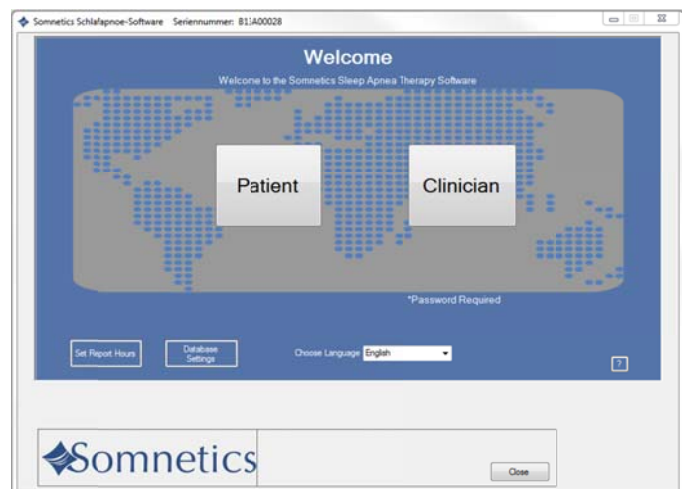 Somnetics Schlafapnoe-Software Seriennummer: B11A00028
Welcome
Welcome to the Somnetics Sleep Apnea Therapy Software
Patient
Clinician
*Password Required
Set Report Hours
Database
Settings
Choose Language English
?
Somnetics
Close